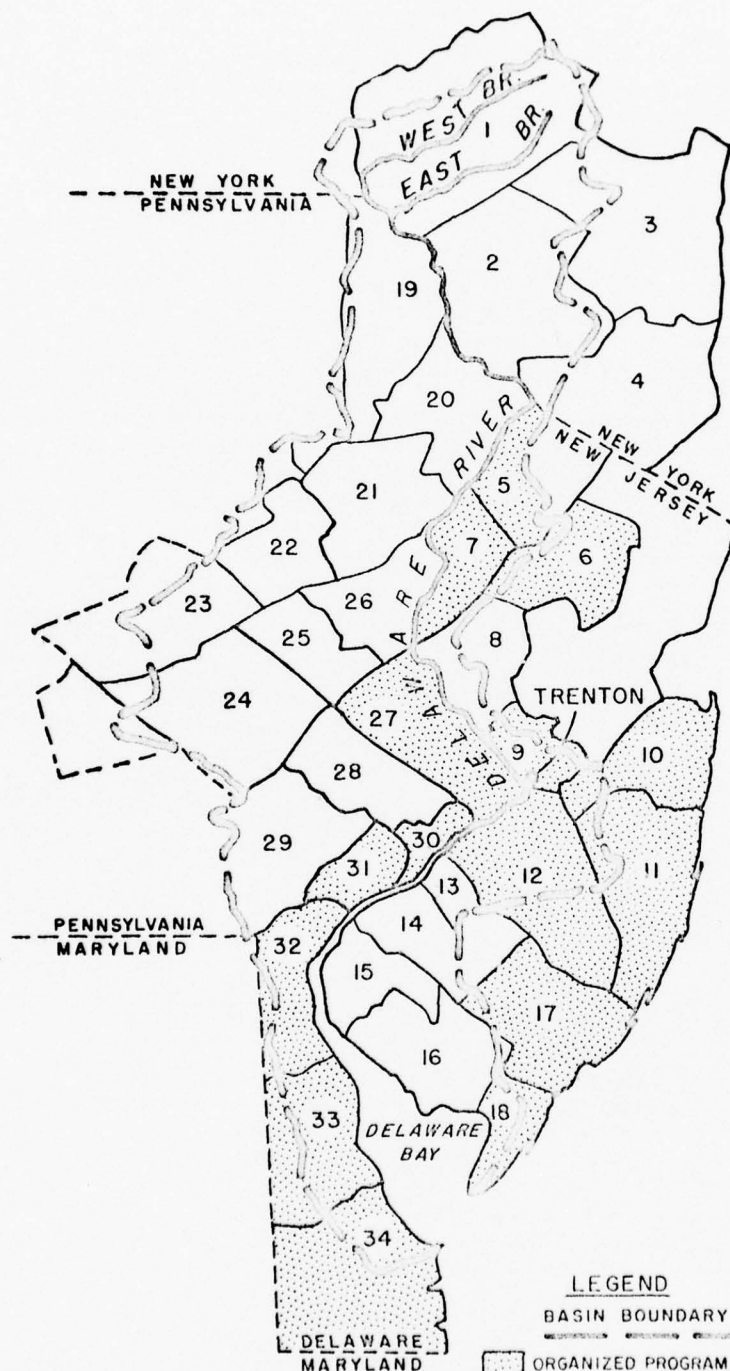 WEST BR.
EAST BR.
1
NEW YORK
PENNSYLVANIA
3
2
19
4
20
RIVER
NEW YORK
NEW JERSEY
5
21
7
6
22
23
26
ARE
8
25
24
TRENTON
27
DELAW
9
10
28
30
29
31
13
12
11
14
PENNSYLVANIA
MARYLAND
32
15
17
16
18
33
DELAWARE
BAY
34
LEGEND
BASIN BOUNDARY
DELAWARE
MARYLAND
ORGANIZED PROGRAM